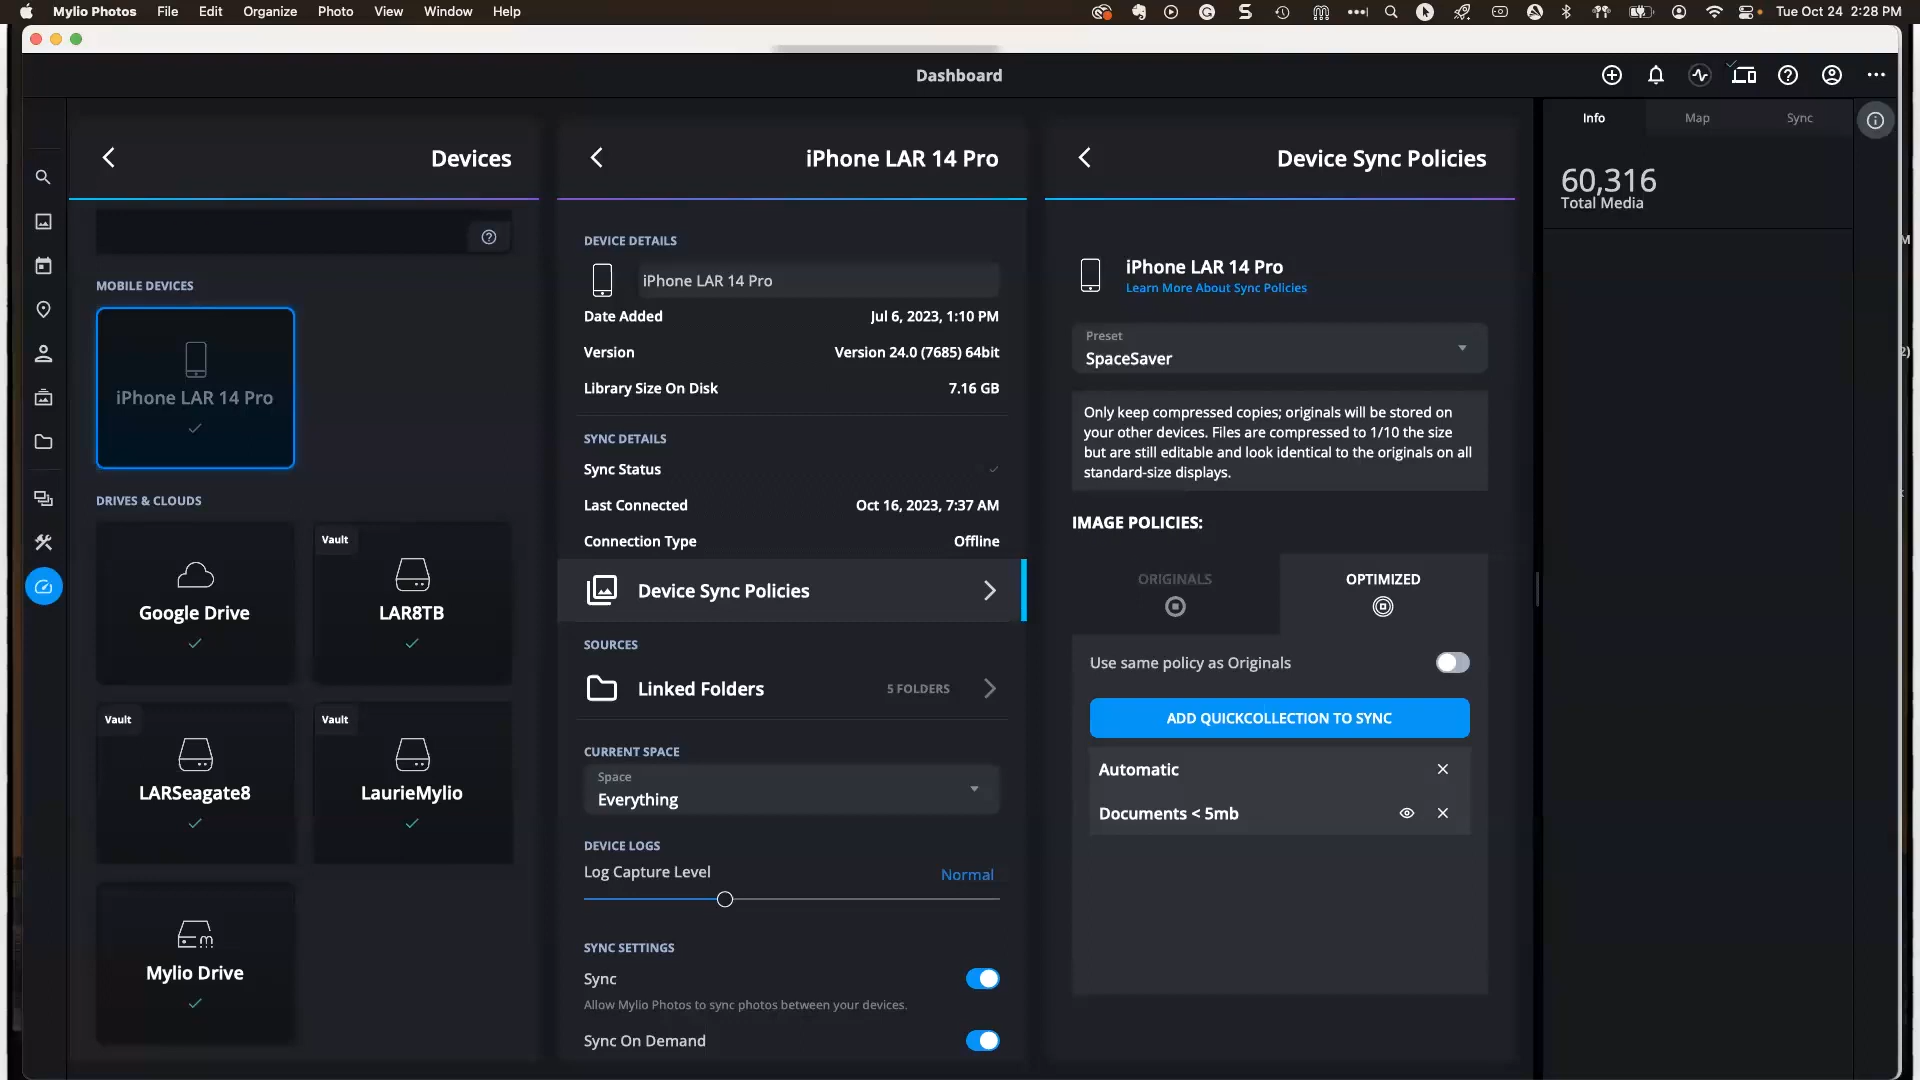 Mylio Photos File Edit Organize Photo View Window Help
Tue Oct 24 2:28 PM
Dashboard
Devices
MOBILE DEVICES
iPhone LAR 14 Pro
DRIVES & CLOUDS
Google Drive
Vault
LAR8TB
Vault
LARSeagate8
Vault
LaurieMylio
Mylio Drive
iPhone LAR 14 Pro
DEVICE DETAILS
iPhone LAR 14 Pro
Date Added Jul 6, 2023, 1:10 PM
Version Version 24.0 (7685) 64bit
Library Size On Disk 7.16 GB
SYNC DETAILS
Sync Status
Last Connected Oct 16, 2023, 7:37 AM
Connection Type Offline
Device Sync Policies
SOURCES
Linked Folders 5 FOLDERS
CURRENT SPACE
Space
Everything
DEVICE LOGS
Log Capture Level Normal
SYNC SETTINGS
Sync
Allow Mylio Photos to sync photos between your devices.
Sync On Demand
Device Sync Policies
iPhone LAR 14 Pro
Learn More About Sync Policies
Preset
SpaceSaver
Only keep compressed copies; originals will be stored on
your other devices. Files are compressed to 1/10 the size
but are still editable and look identical to the originals on all
standard-size displays.
IMAGE POLICIES:
ORIGINALS OPTIMIZED
Use same policy as Originals
ADD QUICKCOLLECTION TO SYNC
Automatic
Documents < 5mb
Info Map Sync
60,316
Total Media